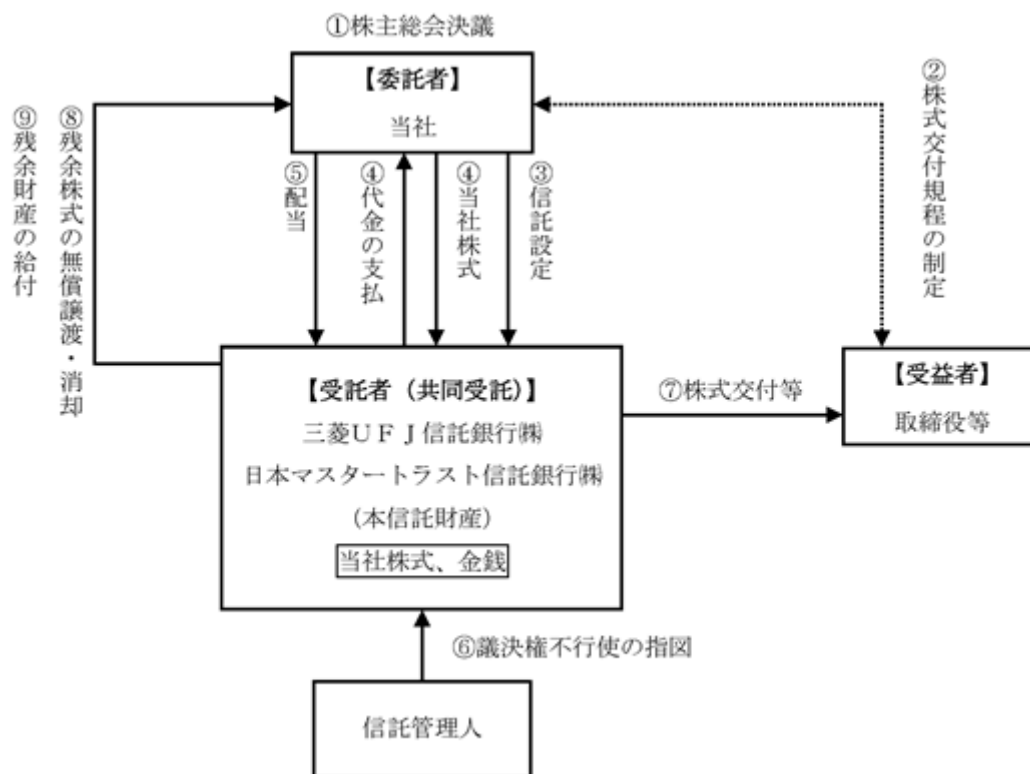 ①株主総会決議
【委託者】
当社
②株式交付規程の制定
③信託設定
④当社株式
④代金の支払
⑤配当
⑧残余株式の無償譲渡・消却
⑨残余財産の給付
【受託者（共同受託）】
三菱ＵＦＪ信託銀行㈱
日本マスタートラスト信託銀行㈱
（本信託財産）
当社株式、金銭
⑦株式交付等
【受益者】
取締役等
⑥議決権不行使の指図
信託管理人